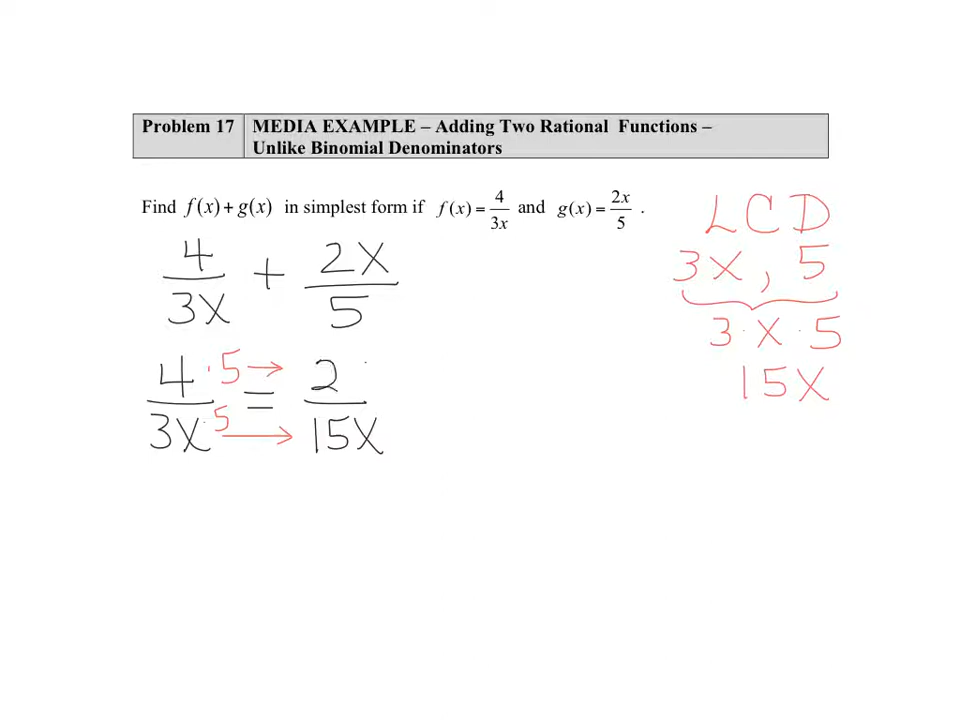 Problem 17 MEDIA EXAMPLE – Adding Two Rational Functions –
Unlike Binomial Denominators
Find f(x)+g(x) in simplest form if f(x)=4/3x and g(x)=2x/5 .
LCD
3X , 5
3·X·5
15X
4/3X + 2X/5
4·5/3X·5 = 2/15X